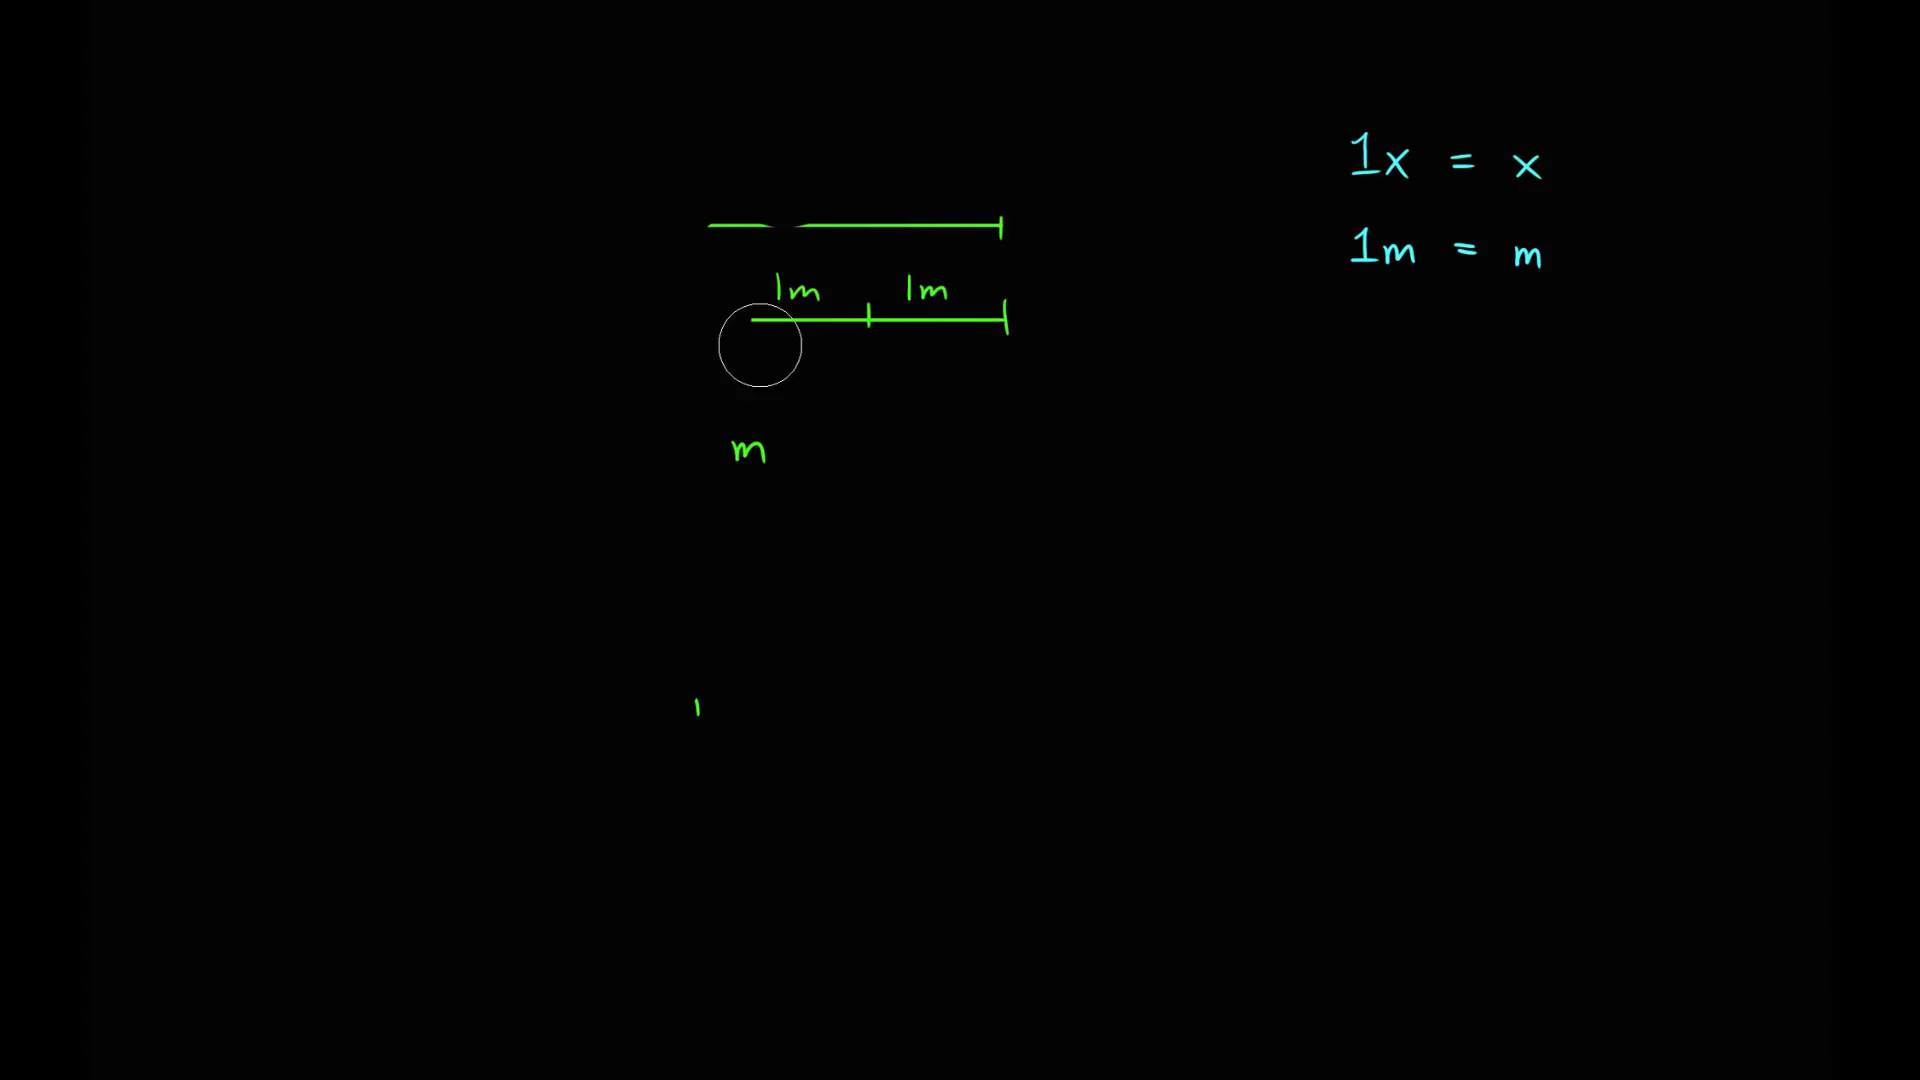 1x = x
1m = m
1m 1m
m